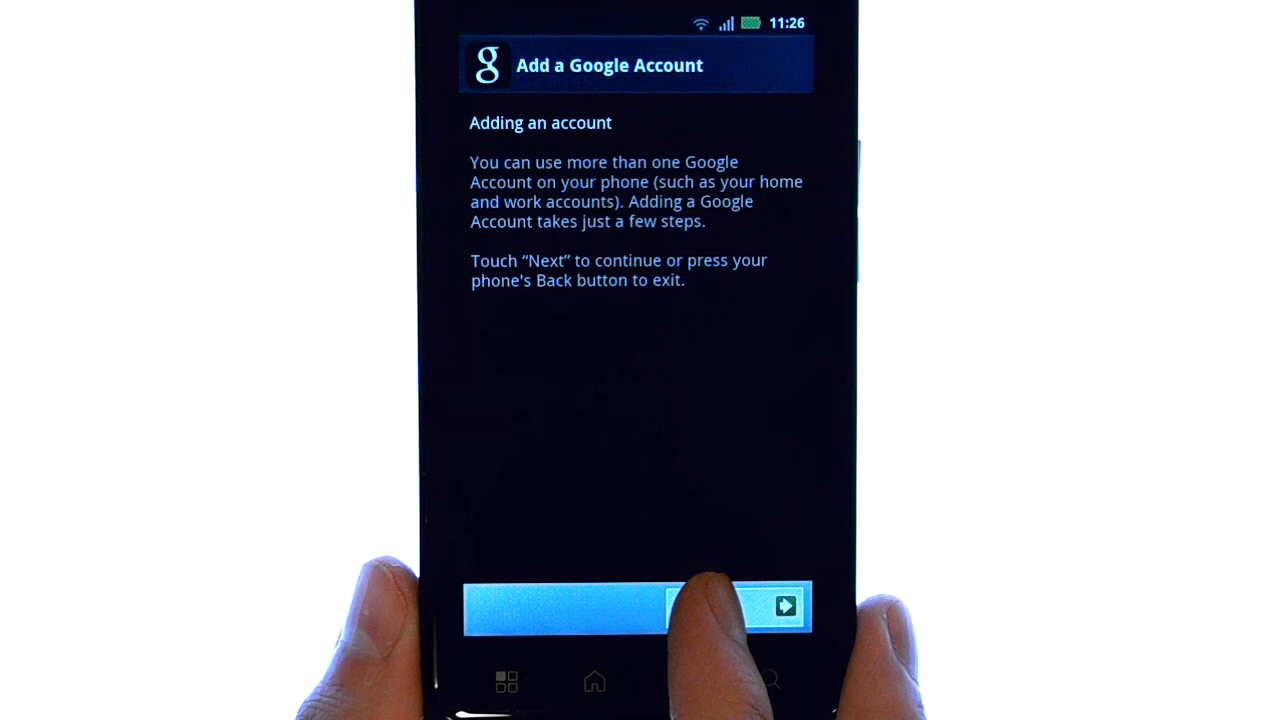 11:26
g Add a Google Account
Adding an account
You can use more than one Google
Account on your phone (such as your home
and work accounts). Adding a Google
Account takes just a few steps.
Touch “Next” to continue or press your
phone's Back button to exit.